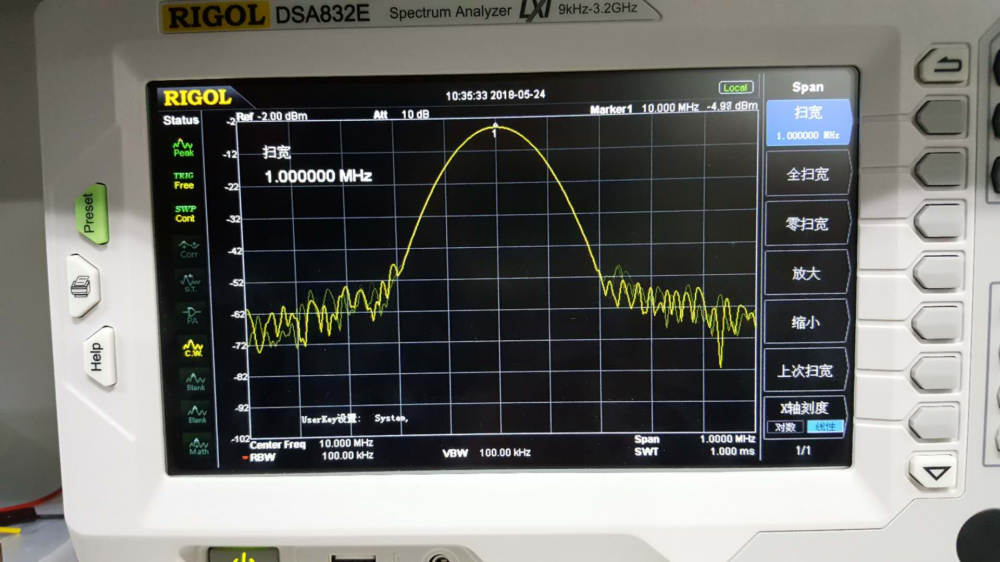 RIGOL DSA832E Spectrum Analyzer LXI 9kHz-3.2GHz
RIGOL
10:35:33 2018-05-24
Local
Span
Status
Ref -2.00 dBm Att 10 dB
Marker1 10.000 MHz -4.98 dBm
扫宽
1.000000 MHz
全扫宽
零扫宽
放大
缩小
上次扫宽
X轴刻度
对数 线性
1/1
Peak
TRIG
Free
SWP
Cont
Corr
S.T.
PA
C.W.
Blank
Blank
Math
-2
-12
-22
-32
-42
-52
-62
-72
-82
-92
-102
1
扫宽
1.000000 MHz
UserKey设置: System,
Center Freq 10.000 MHz
Span 1.0000 MHz
RBW 100.00 kHz
VBW 100.00 kHz
SWT 1.000 ms
Preset
Help